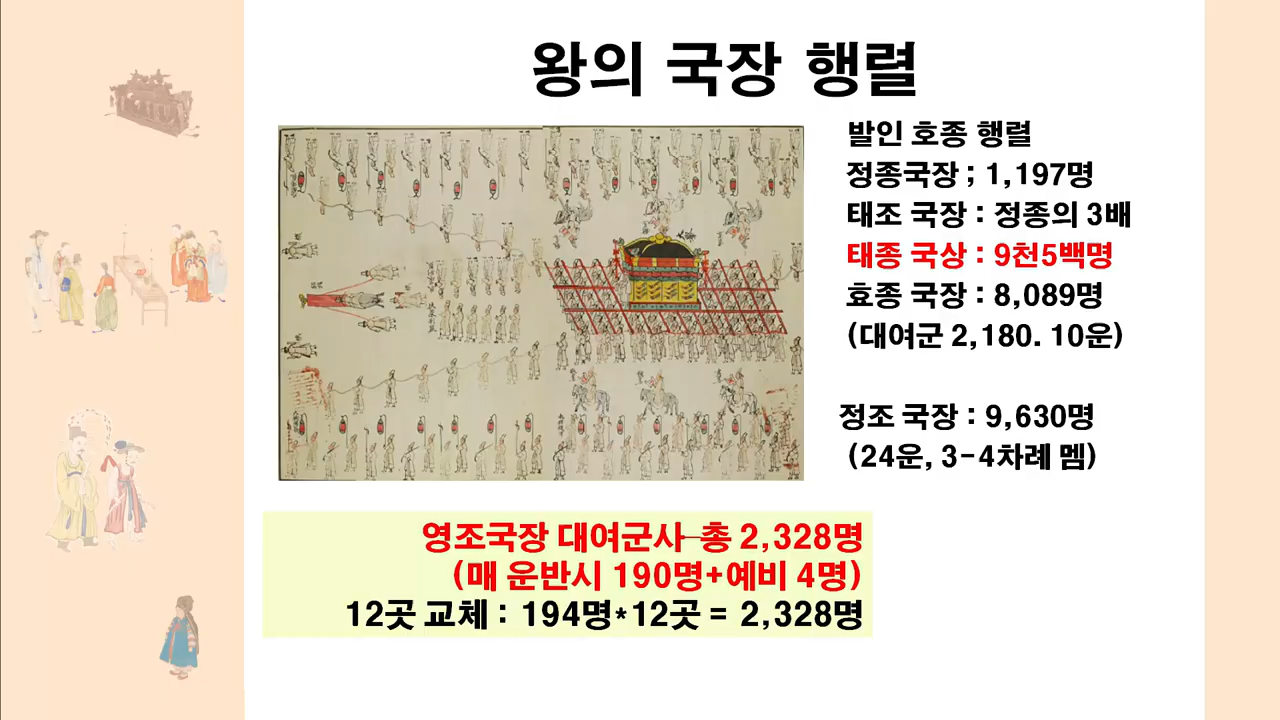 왕의 국장 행렬
발인 호종 행렬
정종국장 ; 1,197명
태조 국장 : 정종의 3배
태종 국상 : 9천5백명
효종 국장 : 8,089명
(대여군 2,180. 10운)
정조 국장 : 9,630명
(24운, 3-4차례 멤)
영조국장 대여군사-총 2,328명
(매 운반시 190명+예비 4명)
12곳 교체 : 194명*12곳 = 2,328명